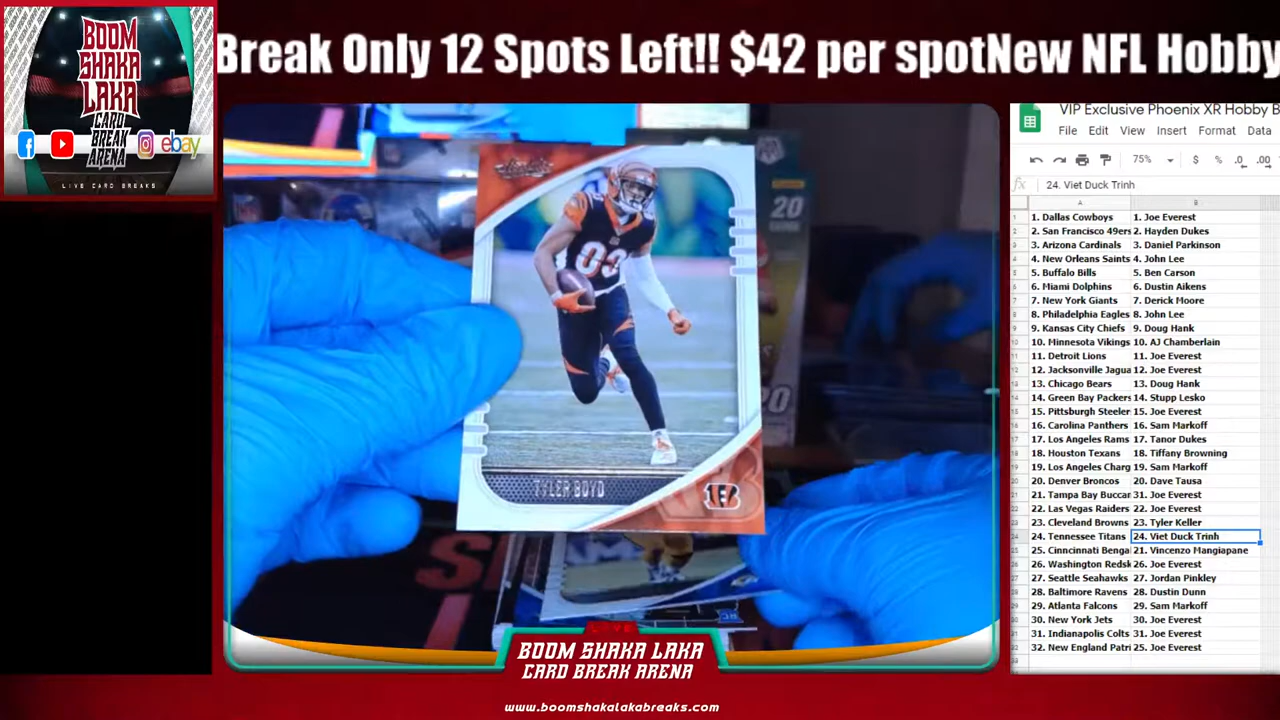 Break Only 12 Spots Left!! $42 per spotNew NFL Hobby
BOOM
SHAKA
LAKA
CARD
BREAK
ARENA
ebay
LIVE CARD BREAKS
VIP Exclusive Phoenix XR Hobby B
File Edit View Insert Format Data
75% $ % .0 .00
fx 24. Viet Duck Trinh
A B
1. Dallas Cowboys 1. Joe Everest
2. San Francisco 49ers 2. Hayden Dukes
3. Arizona Cardinals 3. Daniel Parkinson
4. New Orleans Saints 4. John Lee
5. Buffalo Bills 5. Ben Carson
6. Miami Dolphins 6. Dustin Aikens
7. New York Giants 7. Derick Moore
8. Philadelphia Eagles 8. John Lee
9. Kansas City Chiefs 9. Doug Hank
10. Minnesota Vikings 10. AJ Chamberlain
11. Detroit Lions 11. Joe Everest
12. Jacksonville Jagua 12. Joe Everest
13. Chicago Bears 13. Doug Hank
14. Green Bay Packers 14. Stupp Lesko
15. Pittsburgh Steeler 15. Joe Everest
16. Carolina Panthers 16. Sam Markoff
17. Los Angeles Rams 17. Tanor Dukes
18. Houston Texans 18. Tiffany Browning
19. Los Angeles Charg 19. Sam Markoff
20. Denver Broncos 20. Dave Tausa
21. Tampa Bay Buccan 31. Joe Everest
22. Las Vegas Raiders 22. Joe Everest
23. Cleveland Browns 23. Tyler Keller
24. Tennessee Titans 24. Viet Duck Trinh
25. Cincinnati Benga 21. Vincenzo Mangiapane
26. Washington Redsk 26. Joe Everest
27. Seattle Seahawks 27. Jordan Pinkley
28. Baltimore Ravens 28. Dustin Dunn
29. Atlanta Falcons 29. Sam Markoff
30. New York Jets 30. Joe Everest
31. Indianapolis Colts 31. Joe Everest
32. New England Patri 25. Joe Everest
20
83
20
TYLER BOYD
B
LIVE
BOOM SHAKA LAKA
CARD BREAK ARENA
www.boomshakalakabreaks.com